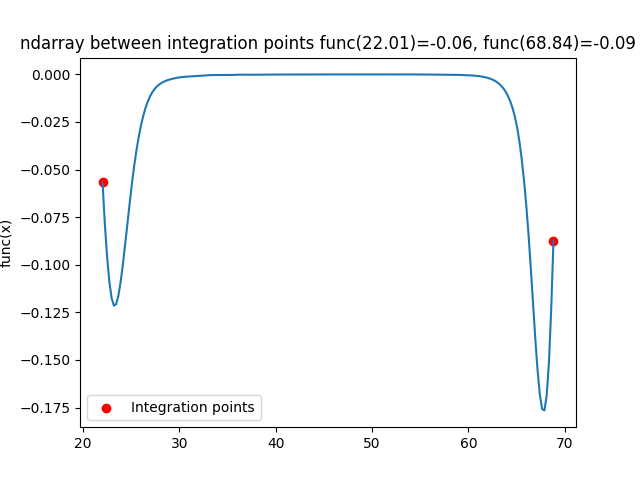 ndarray between integration points func(22.01)=-0.06, func(68.84)=-0.09
0.000
−0.025
−0.050
−0.075
−0.100
−0.125
−0.150
−0.175
func(x)
Integration points
20 30 40 50 60 70